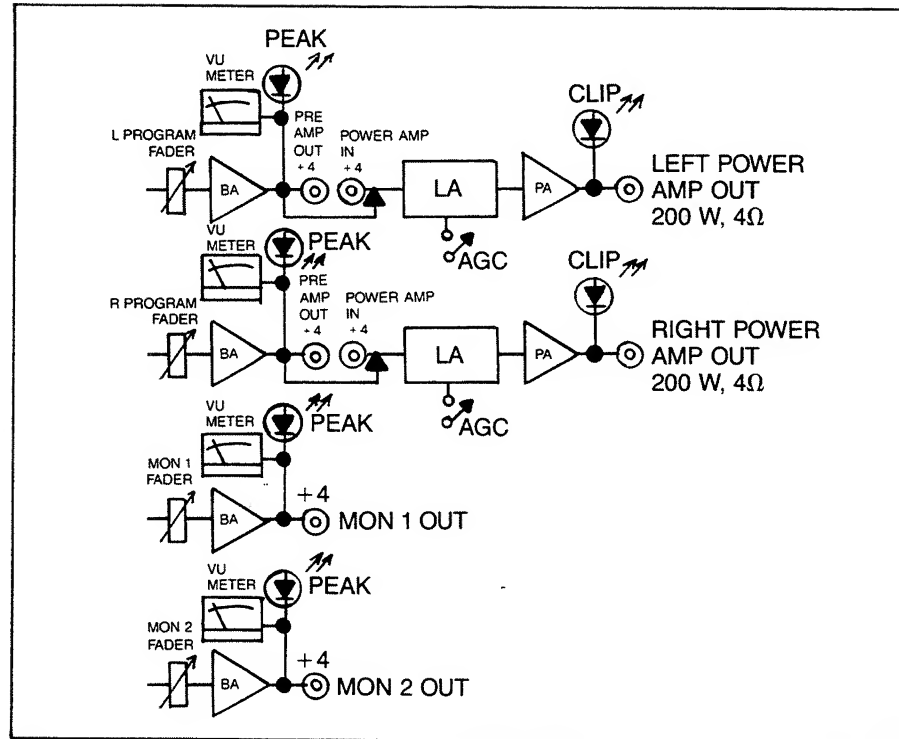 PEAK
VU
METER
CLIP
PRE
AMP
OUT
+4
POWER AMP
IN
+4
L PROGRAM
FADER
BA
LA
PA
LEFT POWER
AMP OUT
200 W, 4Ω
AGC
VU
METER
PEAK
CLIP
PRE
AMP
OUT
+4
POWER AMP
IN
+4
R PROGRAM
FADER
BA
LA
PA
RIGHT POWER
AMP OUT
200 W, 4Ω
AGC
VU
METER
PEAK
MON 1
FADER
BA
+4
MON 1 OUT
VU
METER
PEAK
MON 2
FADER
BA
+4
MON 2 OUT